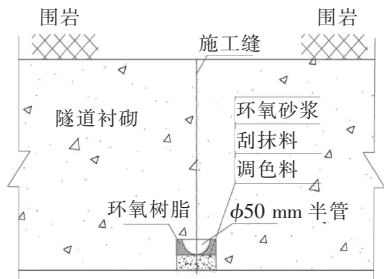 围岩
围岩
施工缝
隧道衬砌
环氧砂浆
刮抹料
调色料
环氧树脂
ϕ50 mm 半管